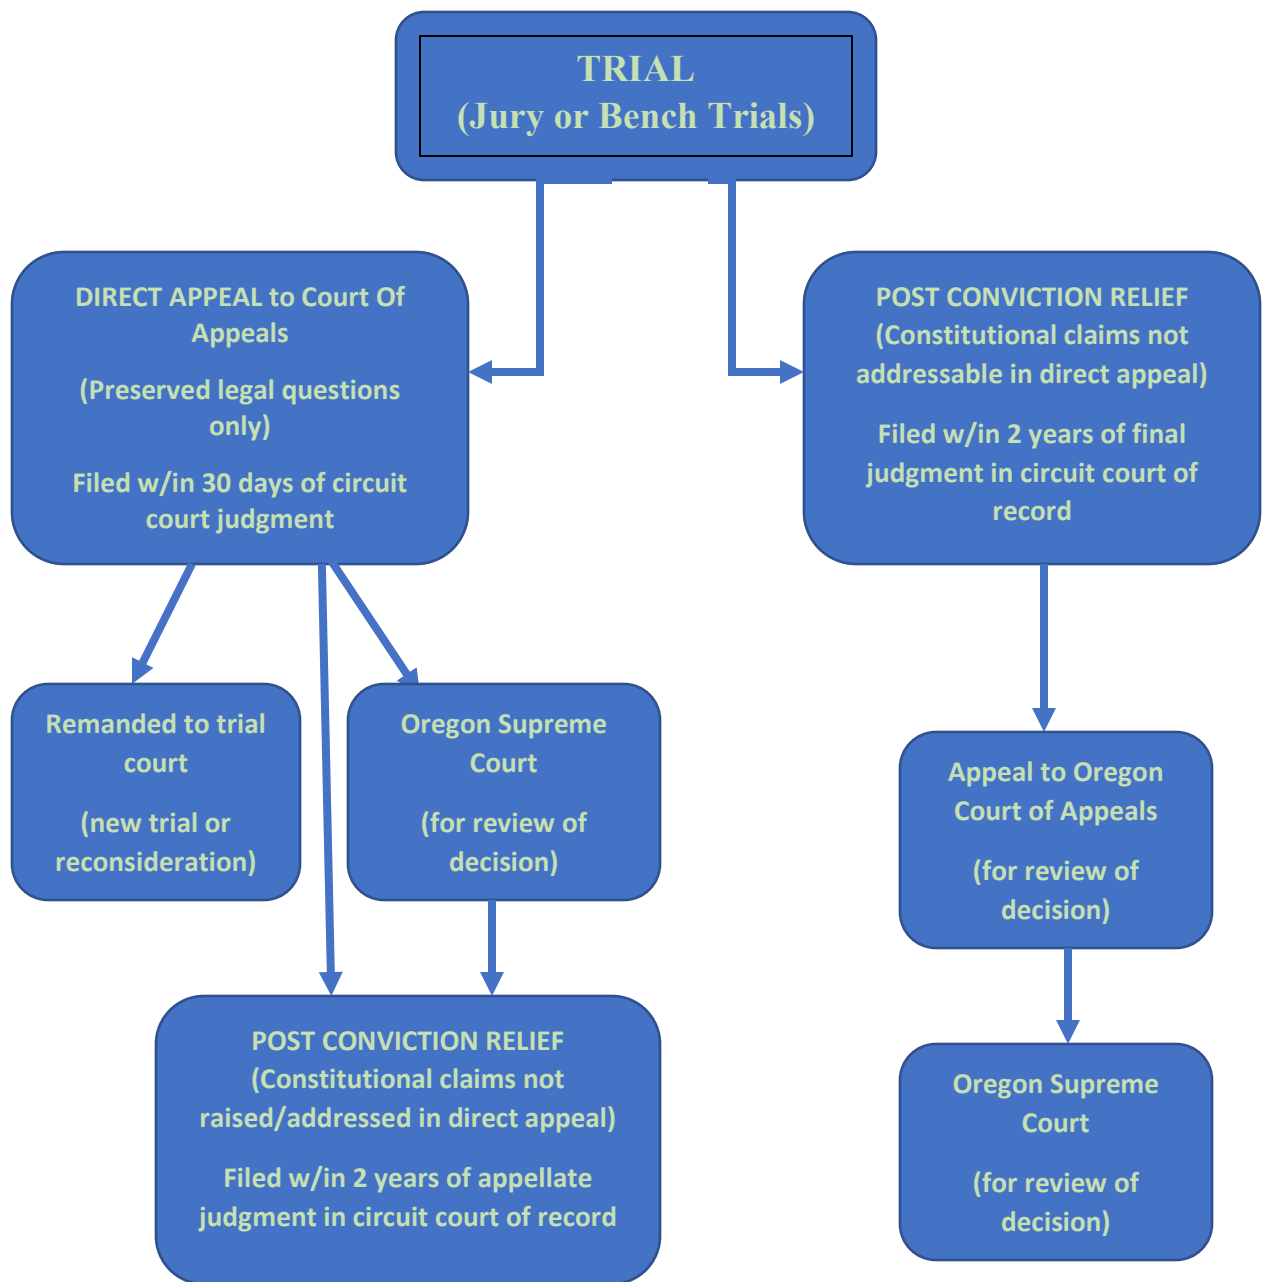 TRIAL
(Jury or Bench Trials)
DIRECT APPEAL to Court Of
Appeals
(Preserved legal questions
only)
Filed w/in 30 days of circuit
court judgment
POST CONVICTION RELIEF
(Constitutional claims not
addressable in direct appeal)
Filed w/in 2 years of final
judgment in circuit court of
record
Remanded to trial
court
(new trial or
reconsideration)
Oregon Supreme
Court
(for review of
decision)
Appeal to Oregon
Court of Appeals
(for review of
decision)
POST CONVICTION RELIEF
(Constitutional claims not
raised/addressed in direct appeal)
Filed w/in 2 years of appellate
judgment in circuit court of record
Oregon Supreme
Court
(for review of
decision)